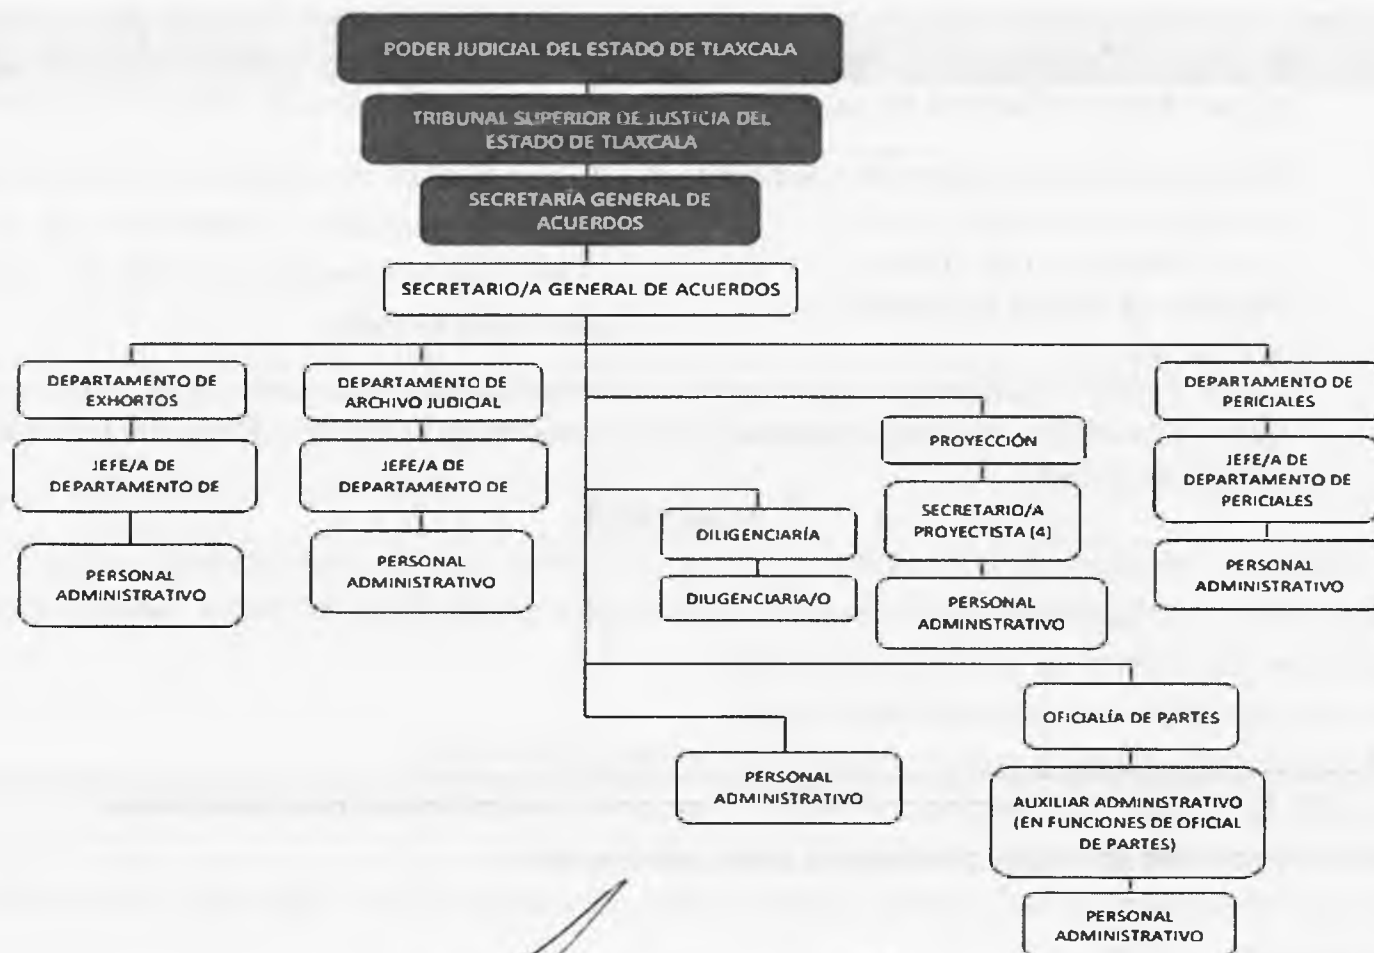 PODER JUDICIAL DEL ESTADO DE TLAXCALA
TRIBUNAL SUPERIOR DE JUSTICIA DEL
ESTADO DE TLAXCALA
SECRETARÍA GENERAL DE
ACUERDOS
SECRETARIO/A GENERAL DE ACUERDOS
DEPARTAMENTO DE
EXHORTOS
JEFE/A DE
DEPARTAMENTO DE
PERSONAL
ADMINISTRATIVO
DEPARTAMENTO DE
ARCHIVO JUDICIAL
JEFE/A DE
DEPARTAMENTO DE
PERSONAL
ADMINISTRATIVO
DILIGENCIARÍA
DILIGENCIARIA/O
PROYECCIÓN
SECRETARIO/A
PROYECTISTA (4)
PERSONAL
ADMINISTRATIVO
DEPARTAMENTO DE
PERICIALES
JEFE/A DE
DEPARTAMENTO DE
PERICIALES
PERSONAL
ADMINISTRATIVO
PERSONAL
ADMINISTRATIVO
OFICIALÍA DE PARTES
AUXILIAR ADMINISTRATIVO
(EN FUNCIONES DE OFICIAL
DE PARTES)
PERSONAL
ADMINISTRATIVO